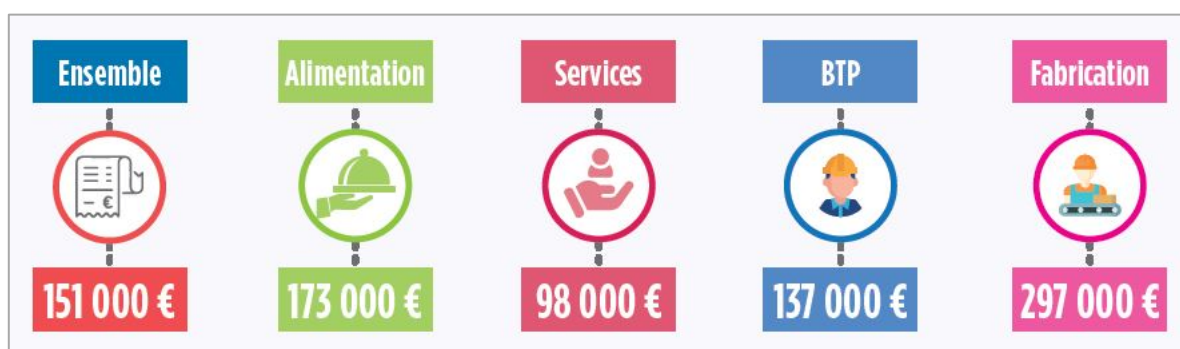 Ensemble
Alimentation
Services
BTP
Fabrication
- €
151 000 €
173 000 €
98 000 €
137 000 €
297 000 €